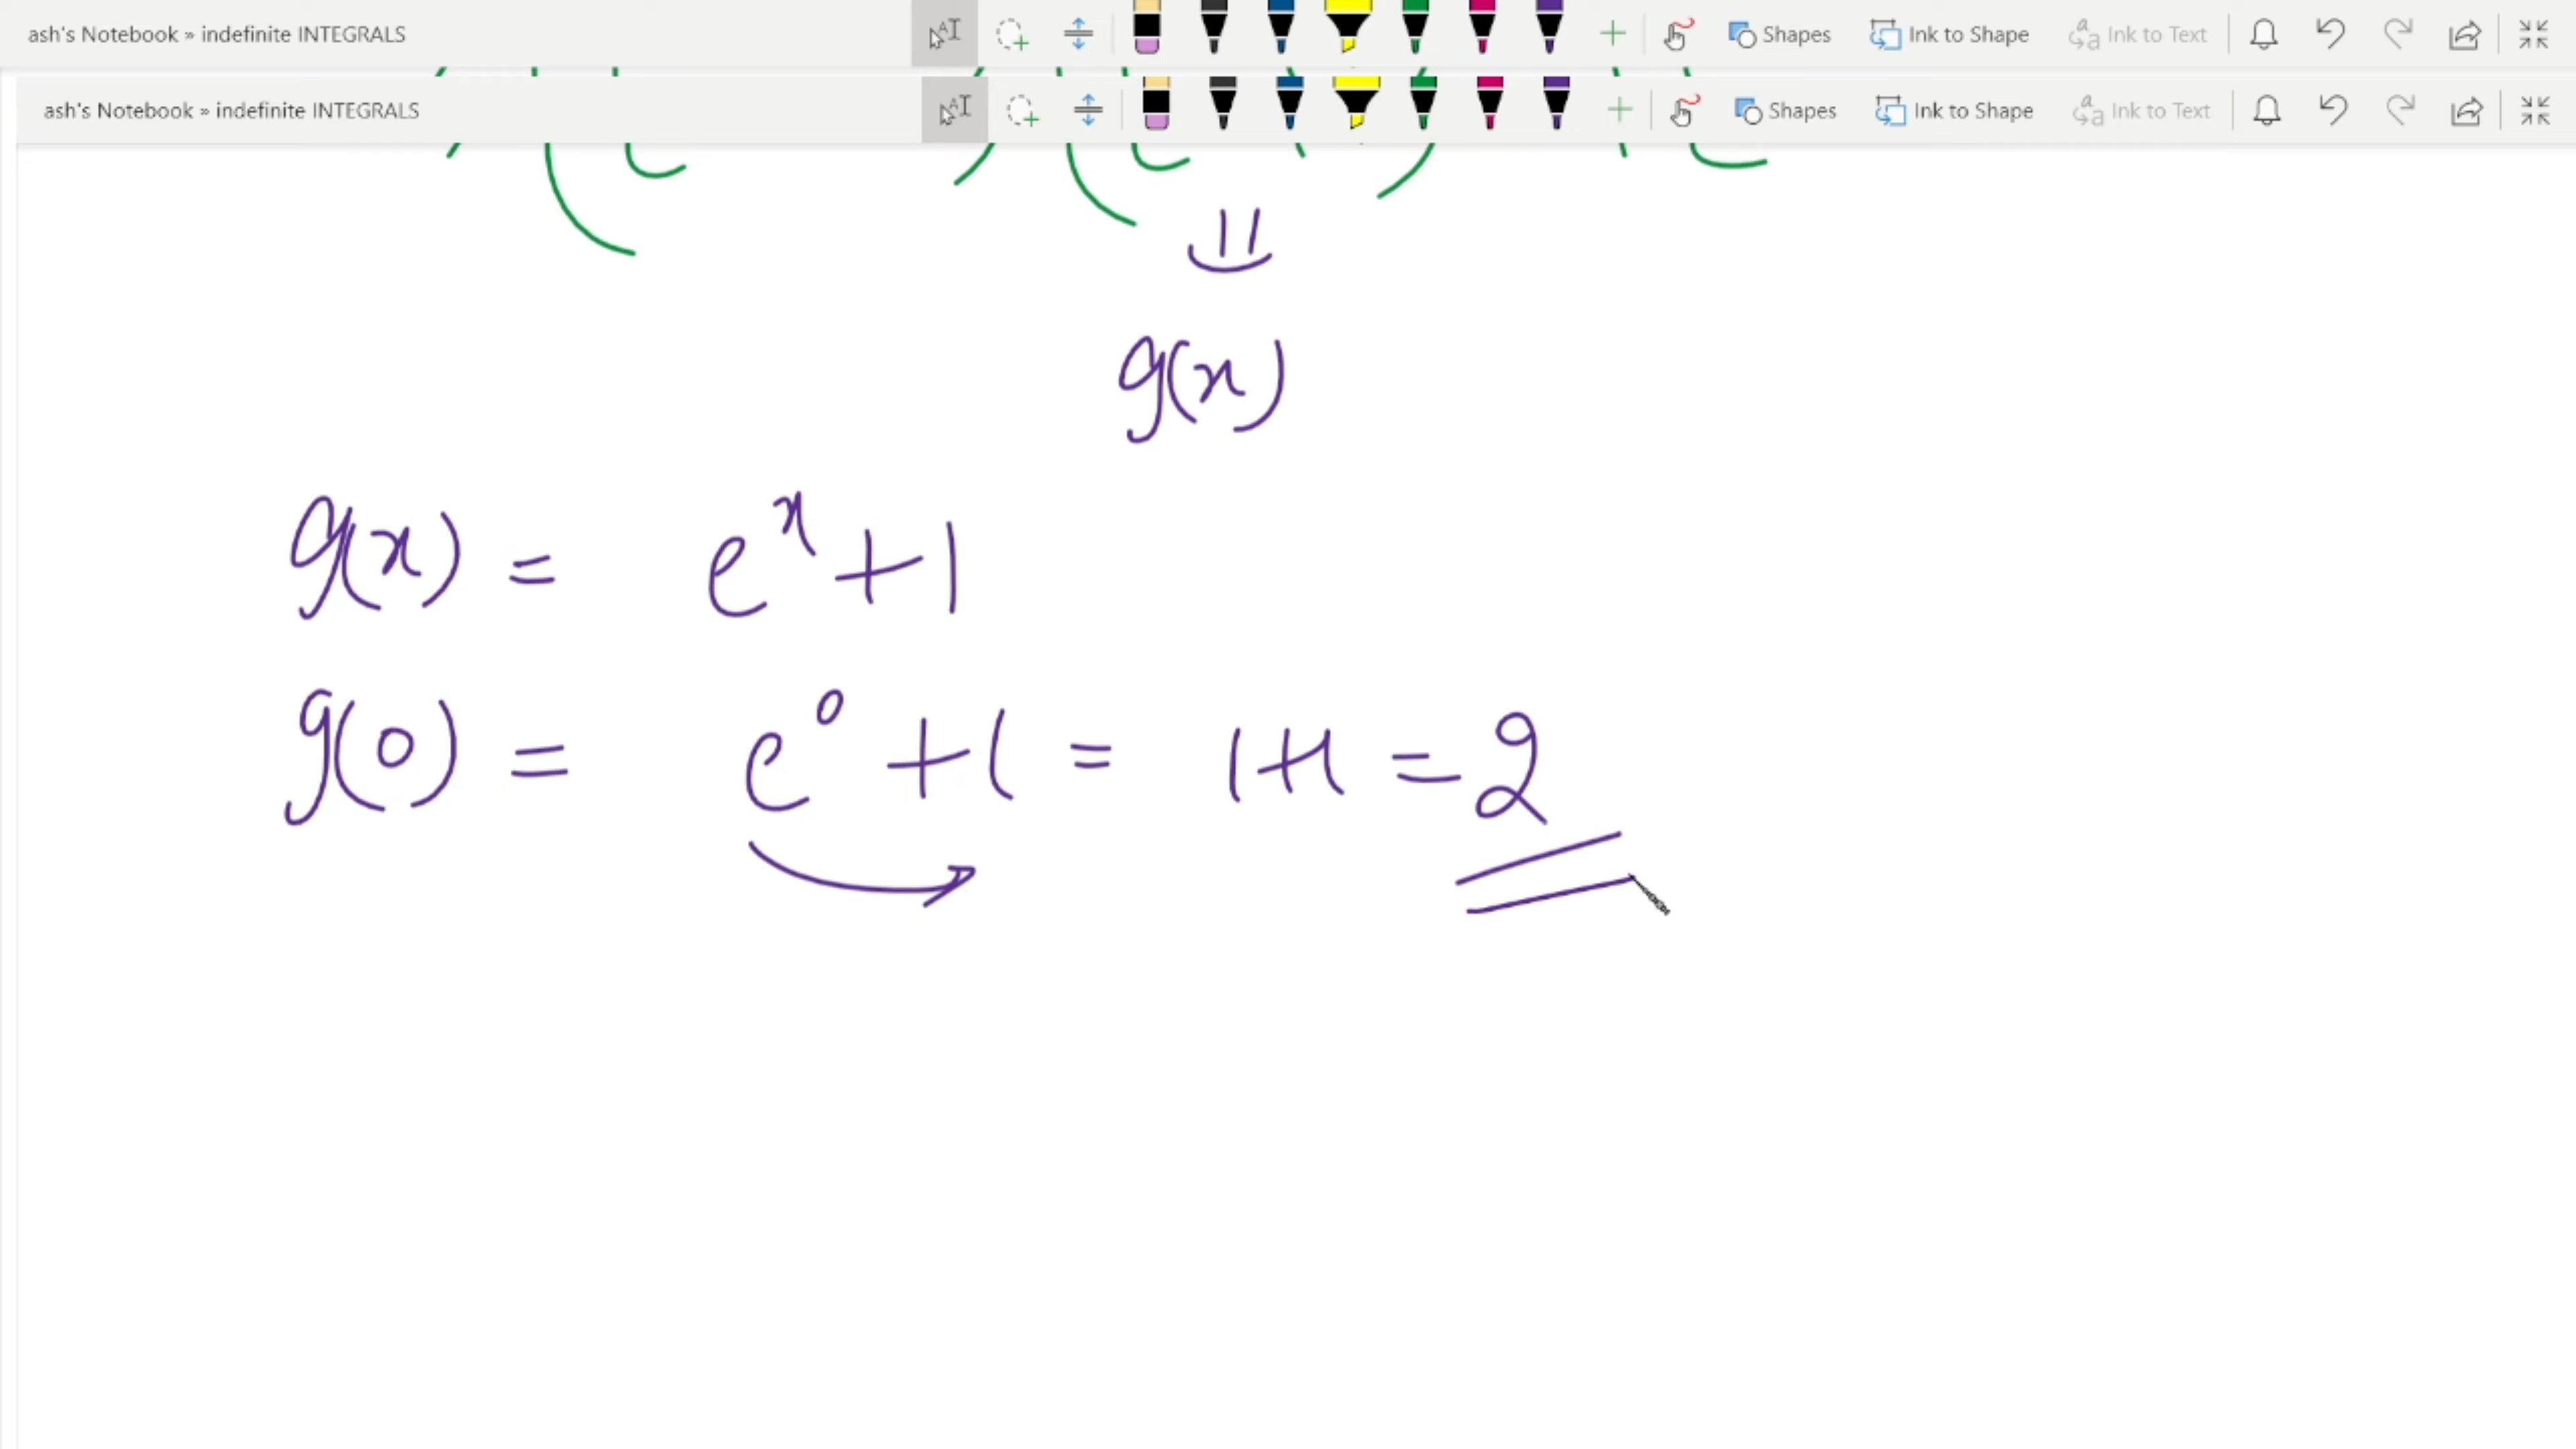 ash's Notebook » indefinite INTEGRALS Shapes Ink to Shape Ink to Text
ash's Notebook » indefinite INTEGRALS Shapes Ink to Shape Ink to Text
g(x)
g(x) = e^x + 1
g(0) = e^0 + 1 = 1+1 = 2